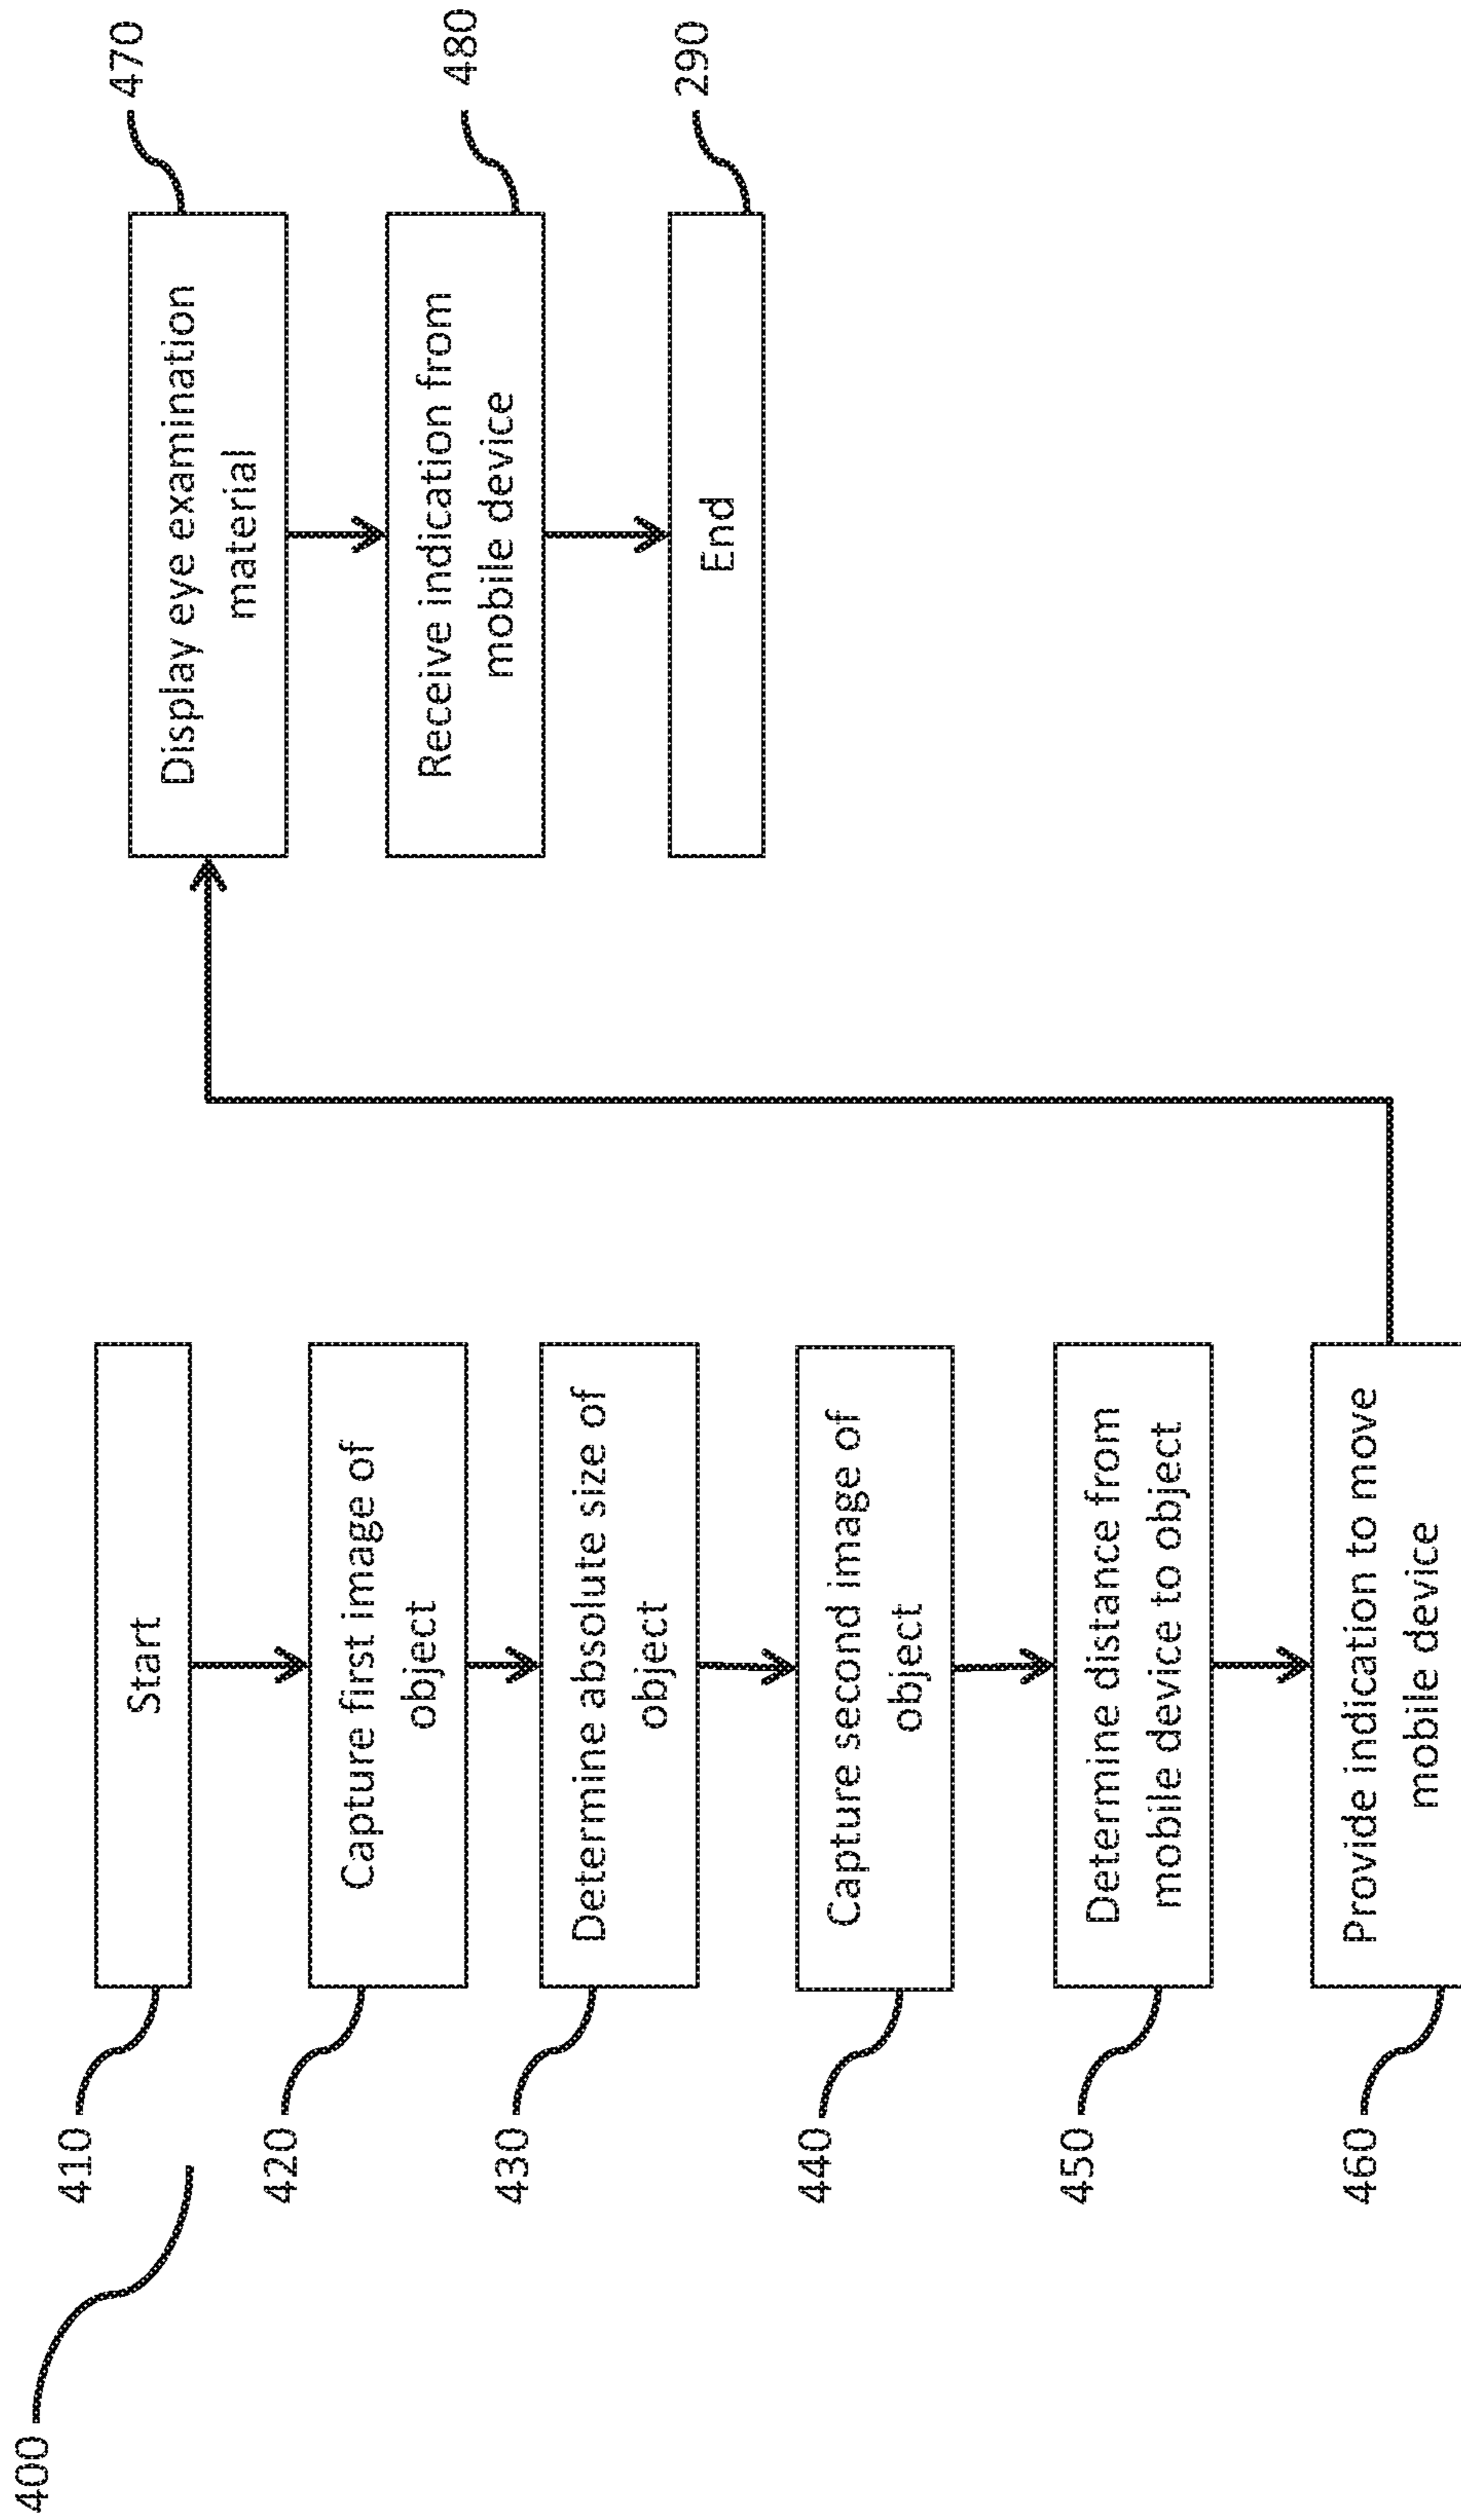 400
410
Start
420
Capture first image of
object
430
Determine absolute size of
object
440
Capture second image of
object
450
Determine distance from
mobile device to object
460
Provide indication to move
mobile device
470
Display eye examination
material
480
Receive indication from
mobile device
290
End